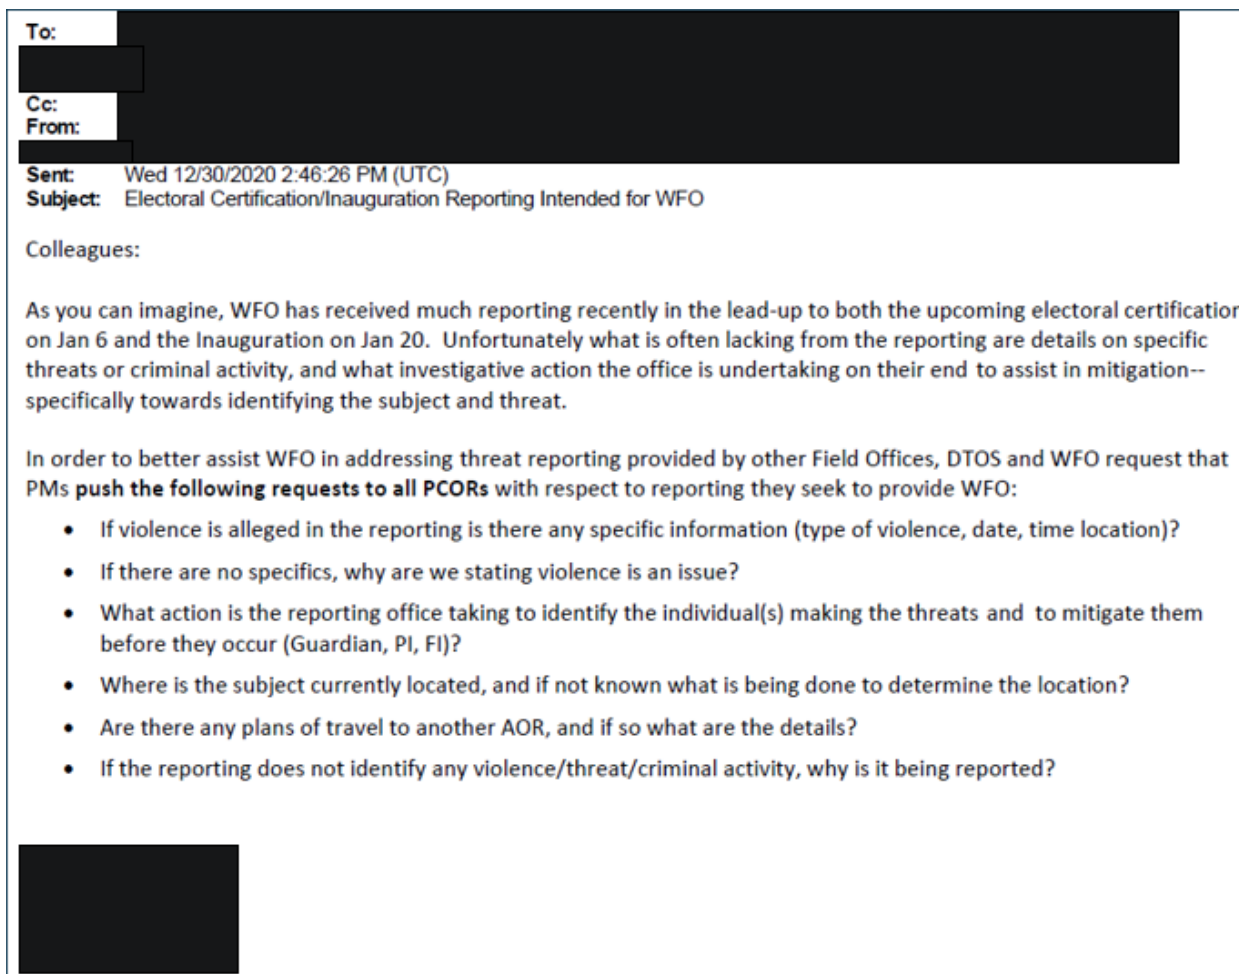 To:
Cc:
From:
Sent: Wed 12/30/2020 2:46:26 PM (UTC)
Subject: Electoral Certification/Inauguration Reporting Intended for WFO
Colleagues:
As you can imagine, WFO has received much reporting recently in the lead-up to both the upcoming electoral certification
on Jan 6 and the Inauguration on Jan 20.  Unfortunately what is often lacking from the reporting are details on specific
threats or criminal activity, and what investigative action the office is undertaking on their end to assist in mitigation--
specifically towards identifying the subject and threat.
In order to better assist WFO in addressing threat reporting provided by other Field Offices, DTOS and WFO request that
PMs push the following requests to all PCORs with respect to reporting they seek to provide WFO:
• If violence is alleged in the reporting is there any specific information (type of violence, date, time location)?
• If there are no specifics, why are we stating violence is an issue?
• What action is the reporting office taking to identify the individual(s) making the threats and  to mitigate them
before they occur (Guardian, PI, FI)?
• Where is the subject currently located, and if not known what is being done to determine the location?
• Are there any plans of travel to another AOR, and if so what are the details?
• If the reporting does not identify any violence/threat/criminal activity, why is it being reported?